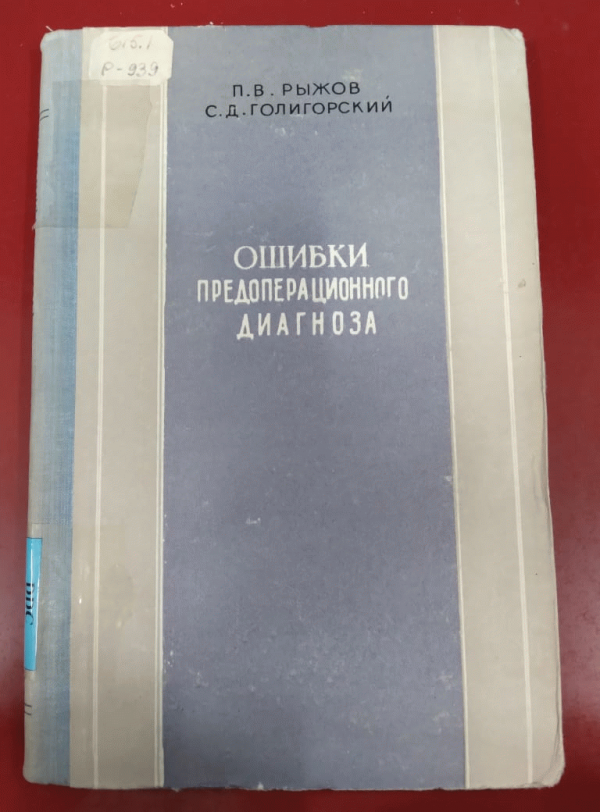 616.1
Р-939
П.В. РЫЖОВ
С.Д.ГОЛИГОРСКИЙ
ОШИБКИ
ПРЕДОПЕРАЦИОННОГО
ДИАГНОЗА